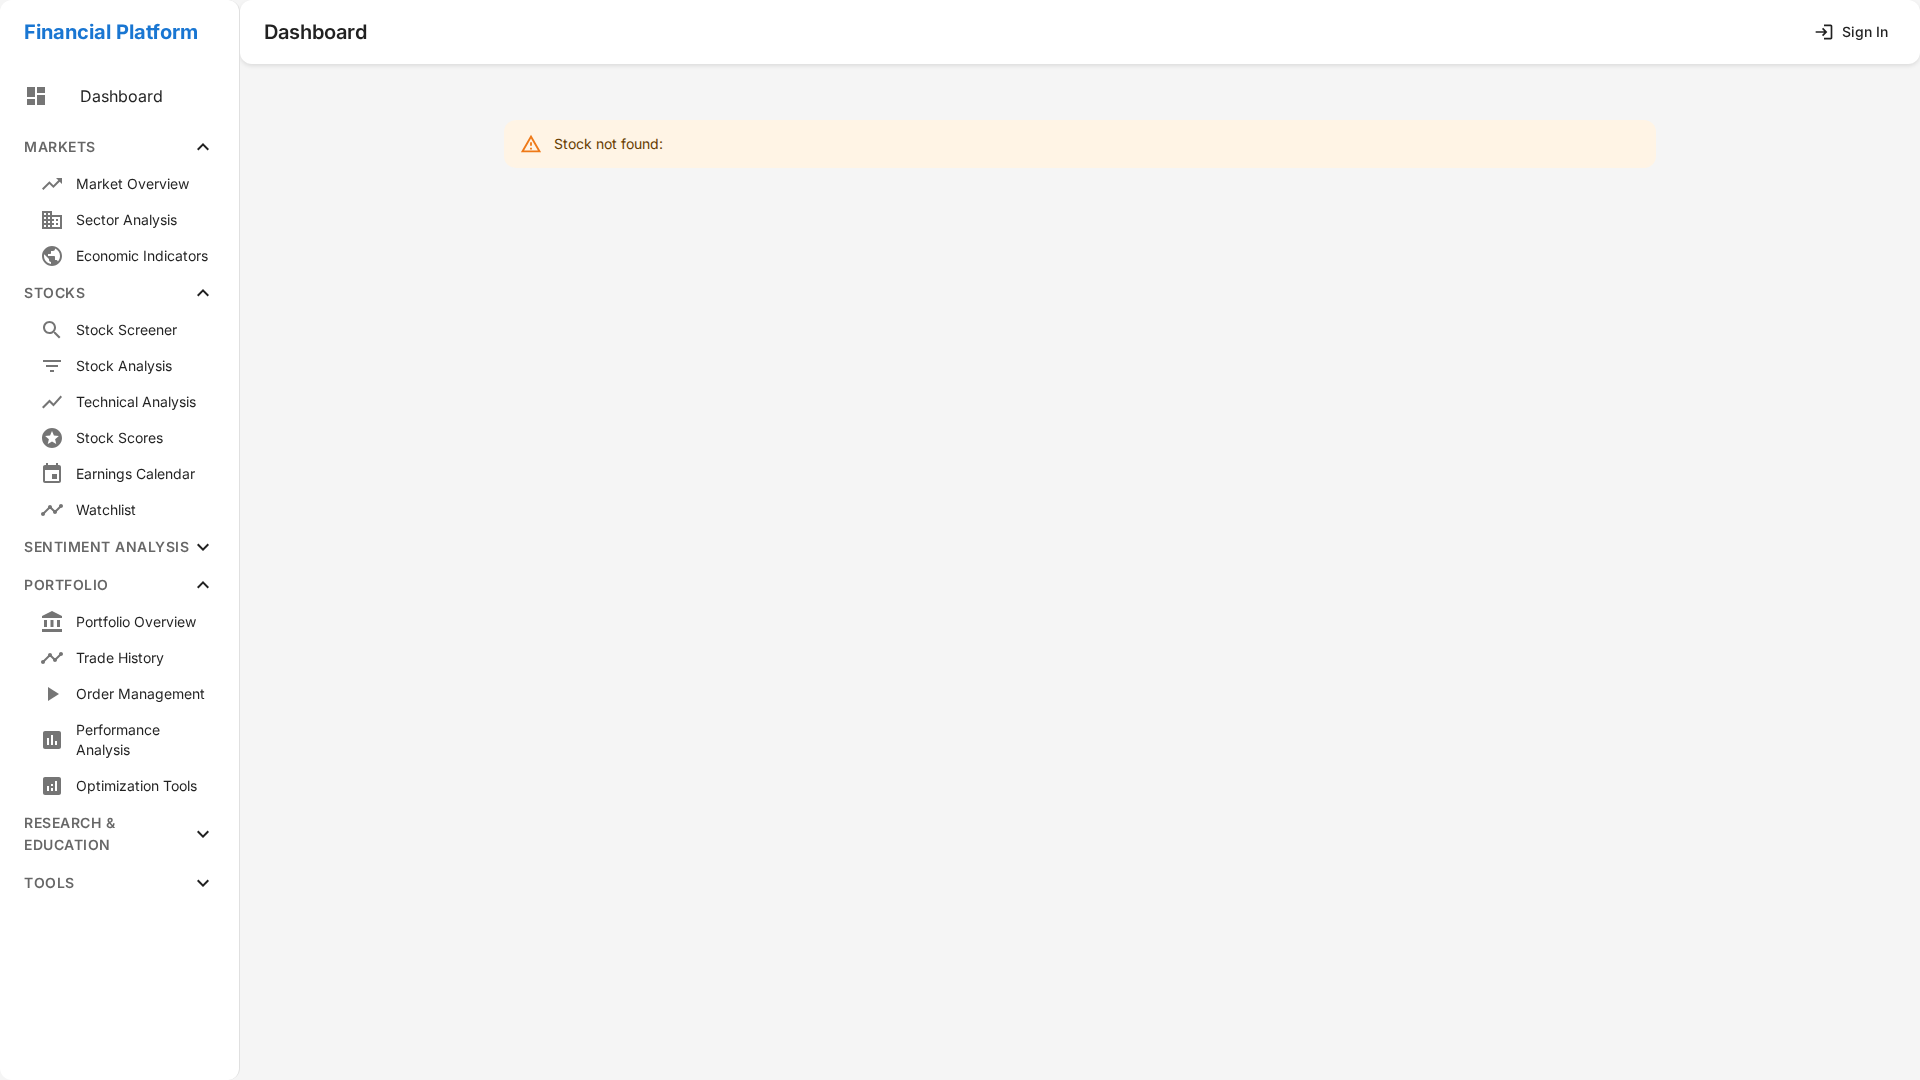 Financial Platform
Dashboard
Sign In
Dashboard
MARKETS
Market Overview
Sector Analysis
Economic Indicators
STOCKS
Stock Screener
Stock Analysis
Technical Analysis
Stock Scores
Earnings Calendar
Watchlist
SENTIMENT ANALYSIS
PORTFOLIO
Portfolio Overview
Trade History
Order Management
Performance
Analysis
Optimization Tools
RESEARCH &
EDUCATION
TOOLS
Stock not found: